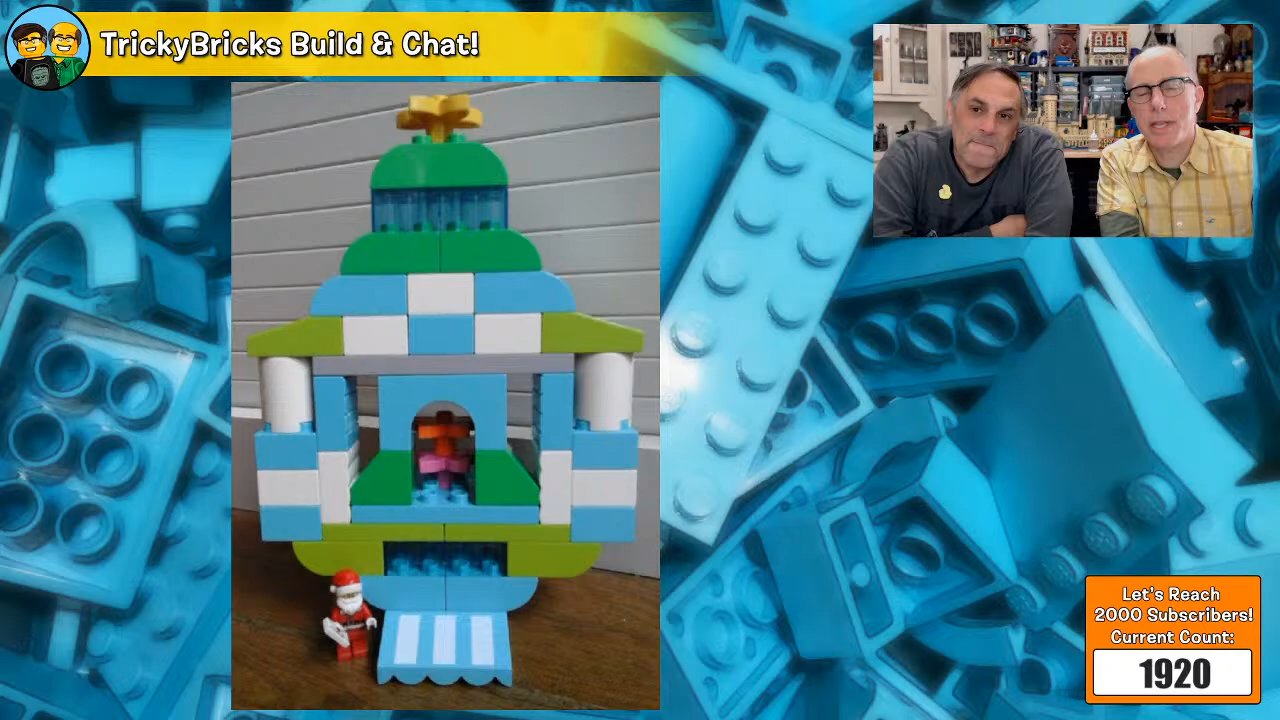 TrickyBricks Build & Chat!
Let's Reach
2000 Subscribers!
Current Count:
1920